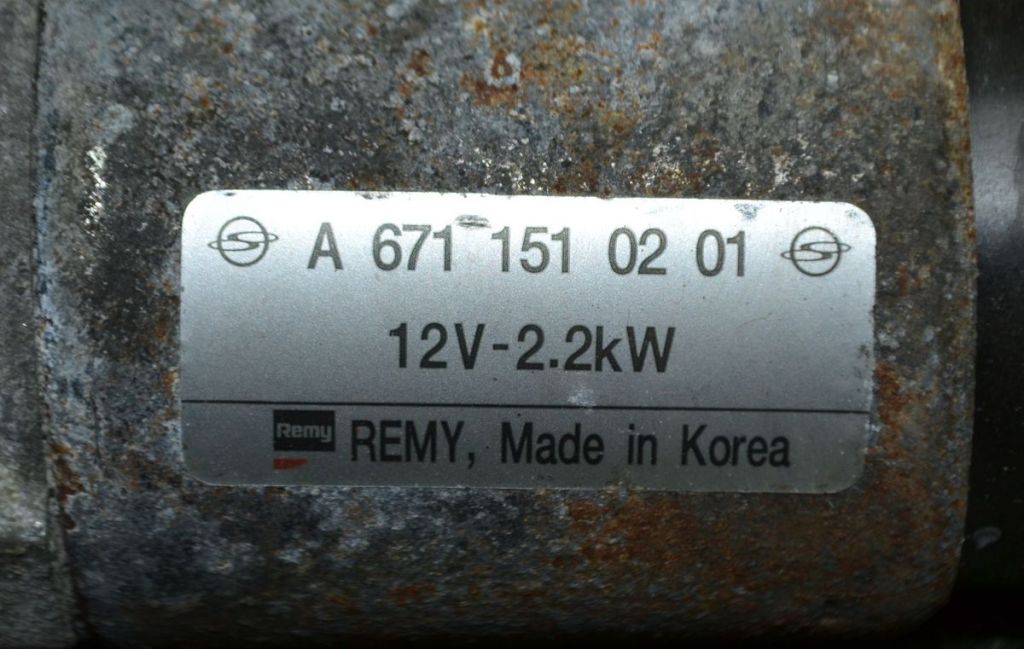 A 671 151 02 01
12V-2.2kW
Remy REMY, Made in Korea